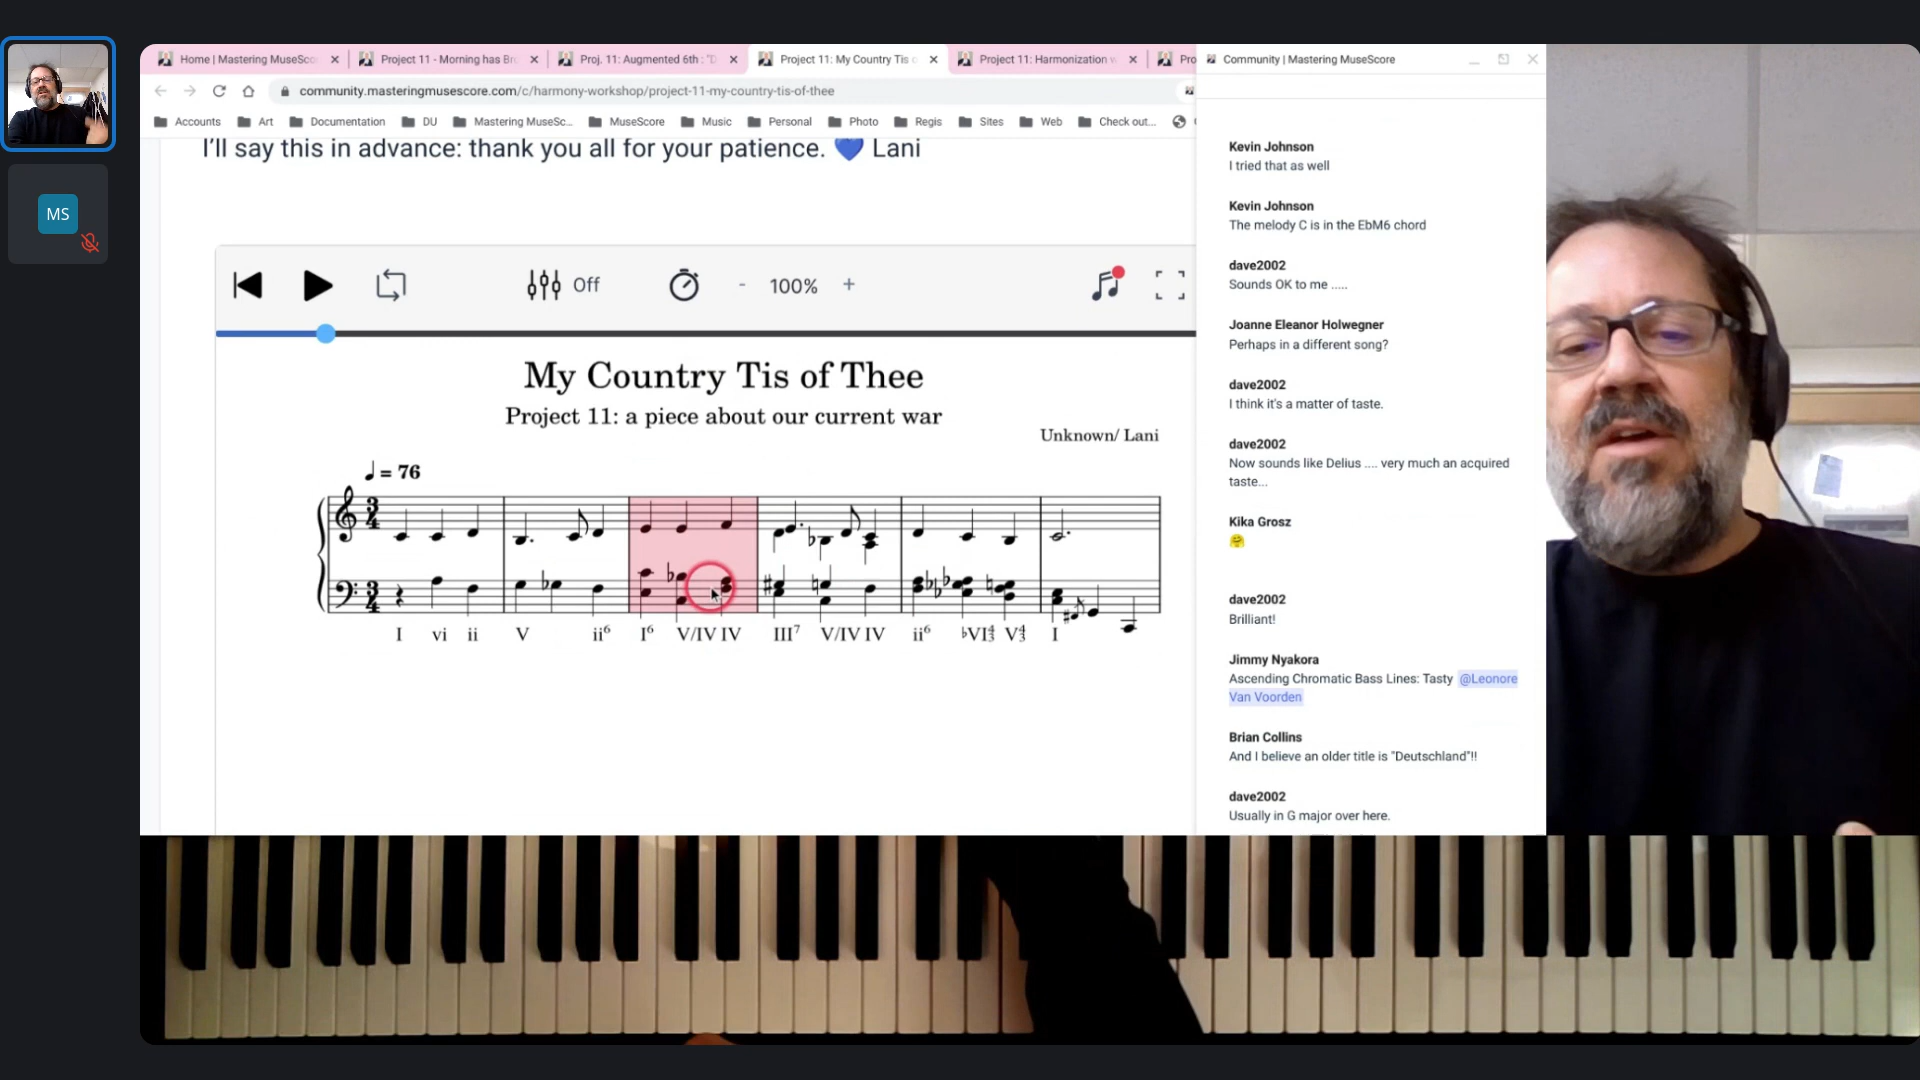 Home | Mastering MuseSco
Project 11 - Morning has Br
Proj. 11: Augmented 6th : "D
Project 11: My Country Tis o
Project 11: Harmonization w
Pro
community.masteringmusescore.com/c/harmony-workshop/project-11-my-country-tis-of-thee
Accounts
Art
Documentation
DU
Mastering MuseSc...
MuseScore
Music
Personal
Photo
Regis
Sites
Web
Check out...
I'll say this in advance: thank you all for your patience. 💙 Lani
Off
- 100% +
My Country Tis of Thee
Project 11: a piece about our current war
Unknown/ Lani
♩ = 76
I vi ii V ii6 I6 V/IV IV III7 V/IV IV ii6 ♭VI43 V43 I
MS
Community | Mastering MuseScore
Kevin Johnson
I tried that as well
Kevin Johnson
The melody C is in the EbM6 chord
dave2002
Sounds OK to me .....
Joanne Eleanor Holwegner
Perhaps in a different song?
dave2002
I think it's a matter of taste.
dave2002
Now sounds like Delius .... very much an acquired
taste...
Kika Grosz
🤗
dave2002
Brilliant!
Jimmy Nyakora
Ascending Chromatic Bass Lines: Tasty @Leonore
Van Voorden
Brian Collins
And I believe an older title is "Deutschland"!!
dave2002
Usually in G major over here.